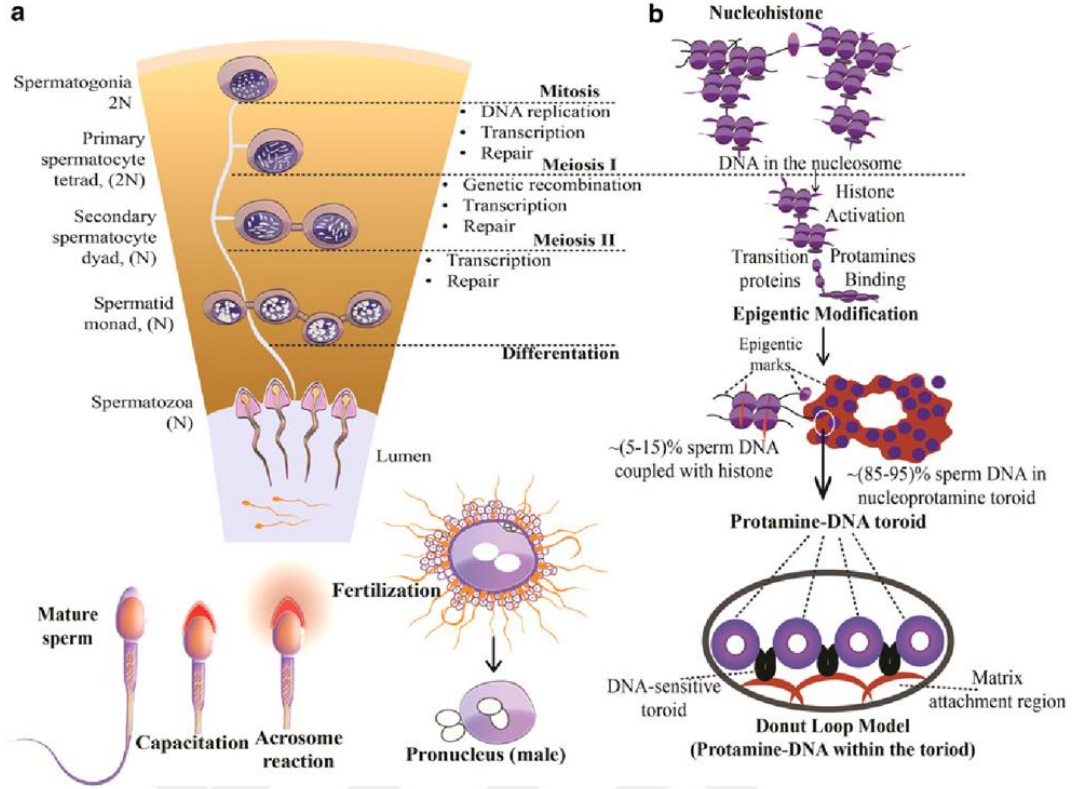 a
Spermatogonia
2N
Primary
spermatocyte
tetrad, (2N)
Secondary
spermatocyte
dyad, (N)
Spermatid
monad, (N)
Spermatozoa
(N)
Mitosis
• DNA replication
• Transcription
• Repair
Meiosis I
• Genetic recombination
• Transcription
• Repair
Meiosis II
• Transcription
• Repair
Differentation
Lumen
Mature
sperm
Capacitation
Acrosome
reaction
Fertilization
Pronucleus (male)
b
Nucleohistone
DNA in the nucleosome
Histone
Activation
Transition
proteins
Protamines
Binding
Epigentic Modification
Epigentic
marks
~(5-15)% sperm DNA
coupled with histone
~(85-95)% sperm DNA in
nucleoprotamine toroid
Protamine-DNA toroid
DNA-sensitive
toroid
Matrix
attachment region
Donut Loop Model
(Protamine-DNA within the toriod)